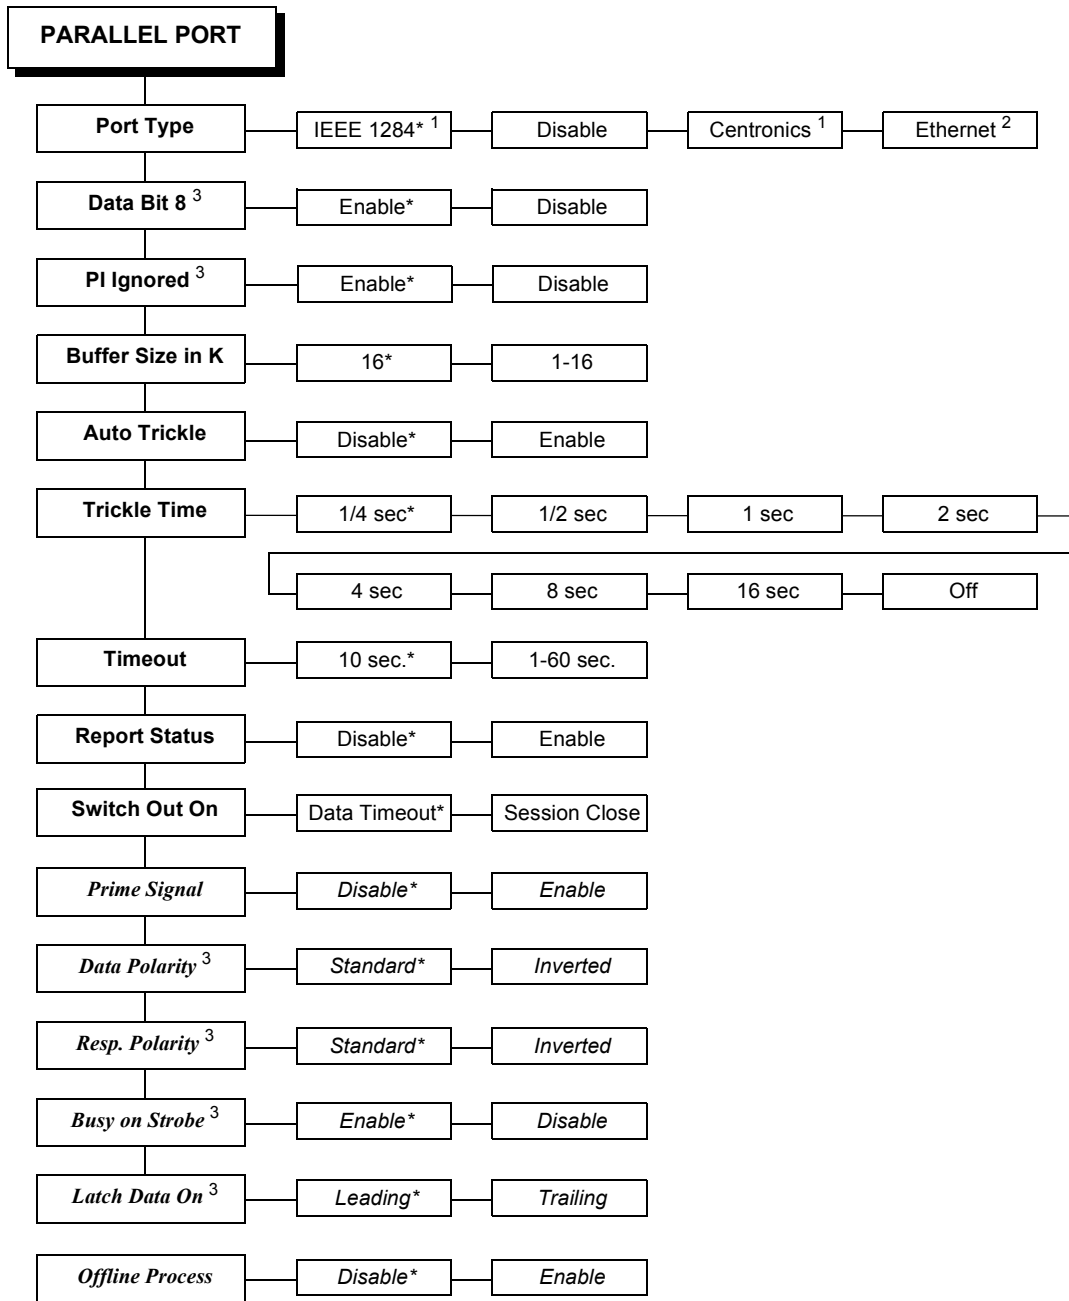 PARALLEL PORT
Port Type IEEE 1284* 1 Disable Centronics 1 Ethernet 2
Data Bit 8 3 Enable* Disable
PI Ignored 3 Enable* Disable
Buffer Size in K 16* 1-16
Auto Trickle Disable* Enable
Trickle Time 1/4 sec* 1/2 sec 1 sec 2 sec
4 sec 8 sec 16 sec Off
Timeout 10 sec.* 1-60 sec.
Report Status Disable* Enable
Switch Out On Data Timeout* Session Close
Prime Signal Disable* Enable
Data Polarity 3 Standard* Inverted
Resp. Polarity 3 Standard* Inverted
Busy on Strobe 3 Enable* Disable
Latch Data On 3 Leading* Trailing
Offline Process Disable* Enable